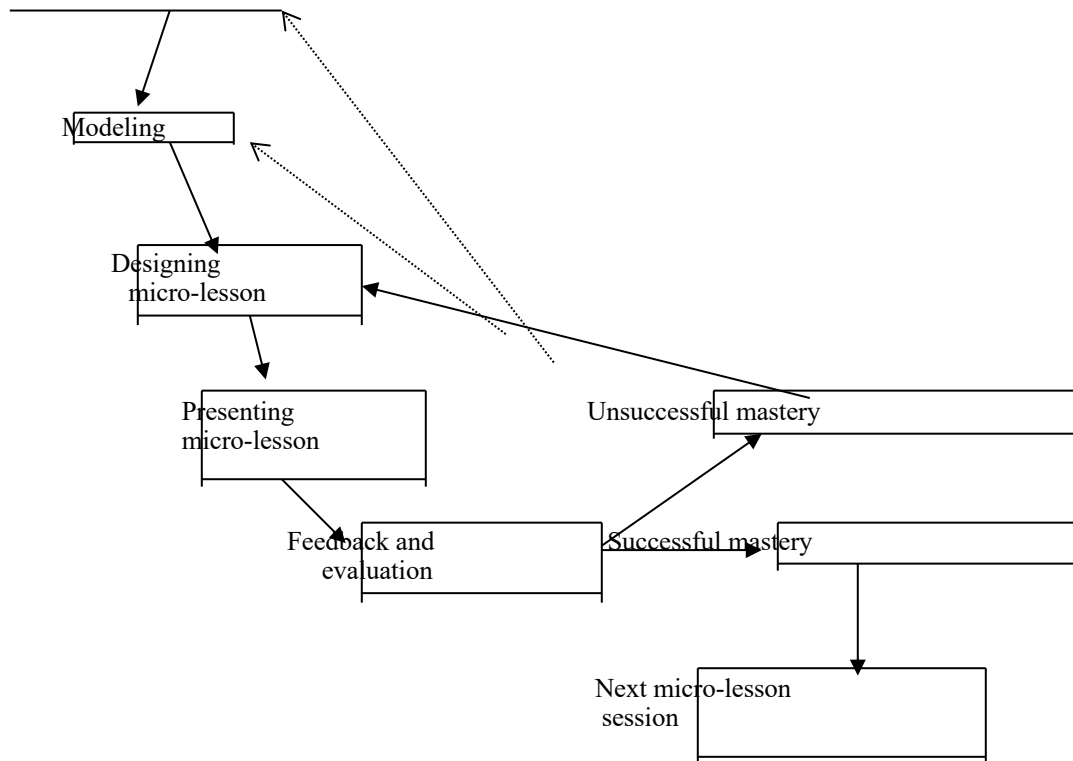 Modeling
Designing
micro-lesson
Presenting
micro-lesson
Unsuccessful mastery
Feedback and
evaluation
Successful mastery
Next micro-lesson
session